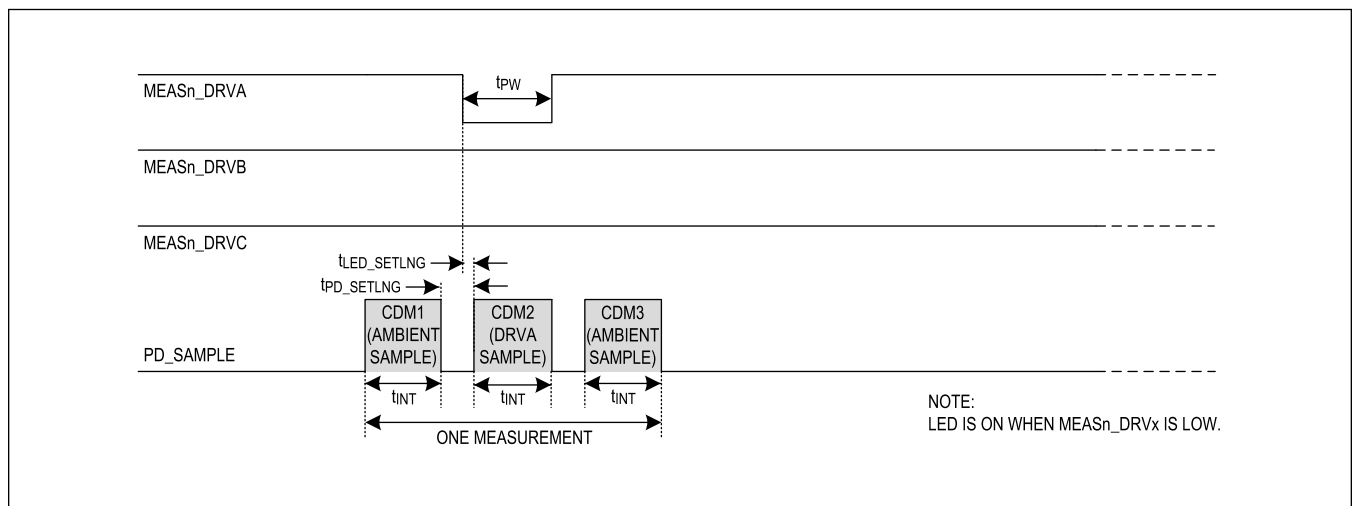 tPW
MEASn_DRVA
MEASn_DRVB
MEASn_DRVC
tLED_SETLNG
tPD_SETLNG
CDM1
(AMBIENT
SAMPLE)
CDM2
(DRVA
SAMPLE)
CDM3
(AMBIENT
SAMPLE)
PD_SAMPLE
tINT
tINT
tINT
ONE MEASUREMENT
NOTE:
LED IS ON WHEN MEASn_DRVx IS LOW.